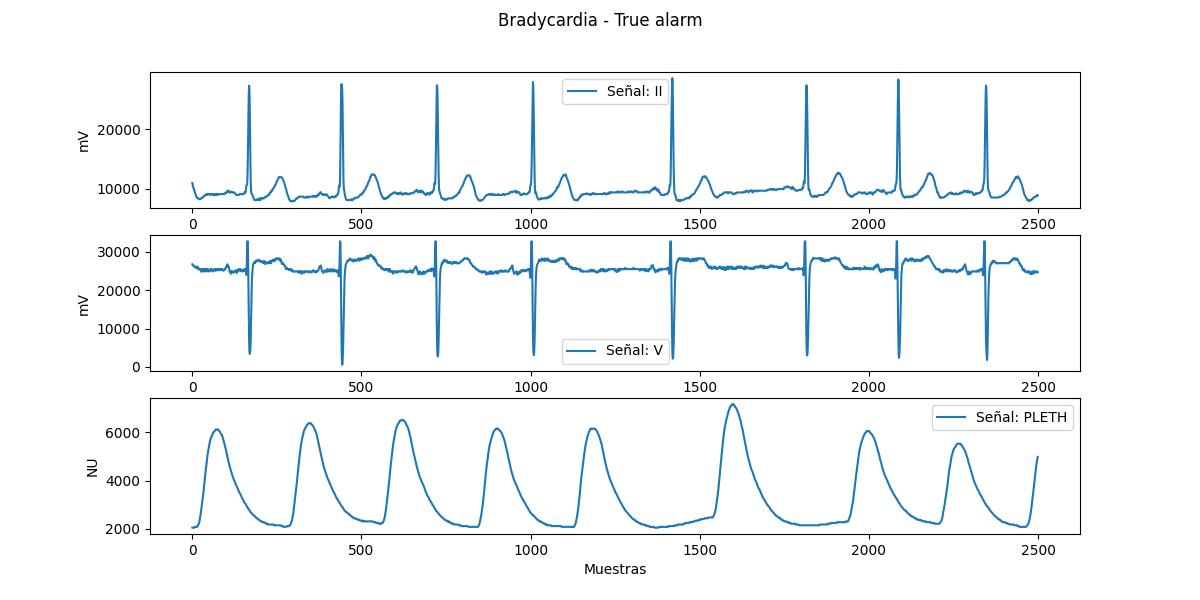 Bradycardia - True alarm
mV
20000
10000
Señal: II
0 500 1000 1500 2000 2500
mV
30000
20000
10000
0
Señal: V
0 500 1000 1500 2000 2500
NU
6000
4000
2000
Señal: PLETH
0 500 1000 1500 2000 2500
Muestras